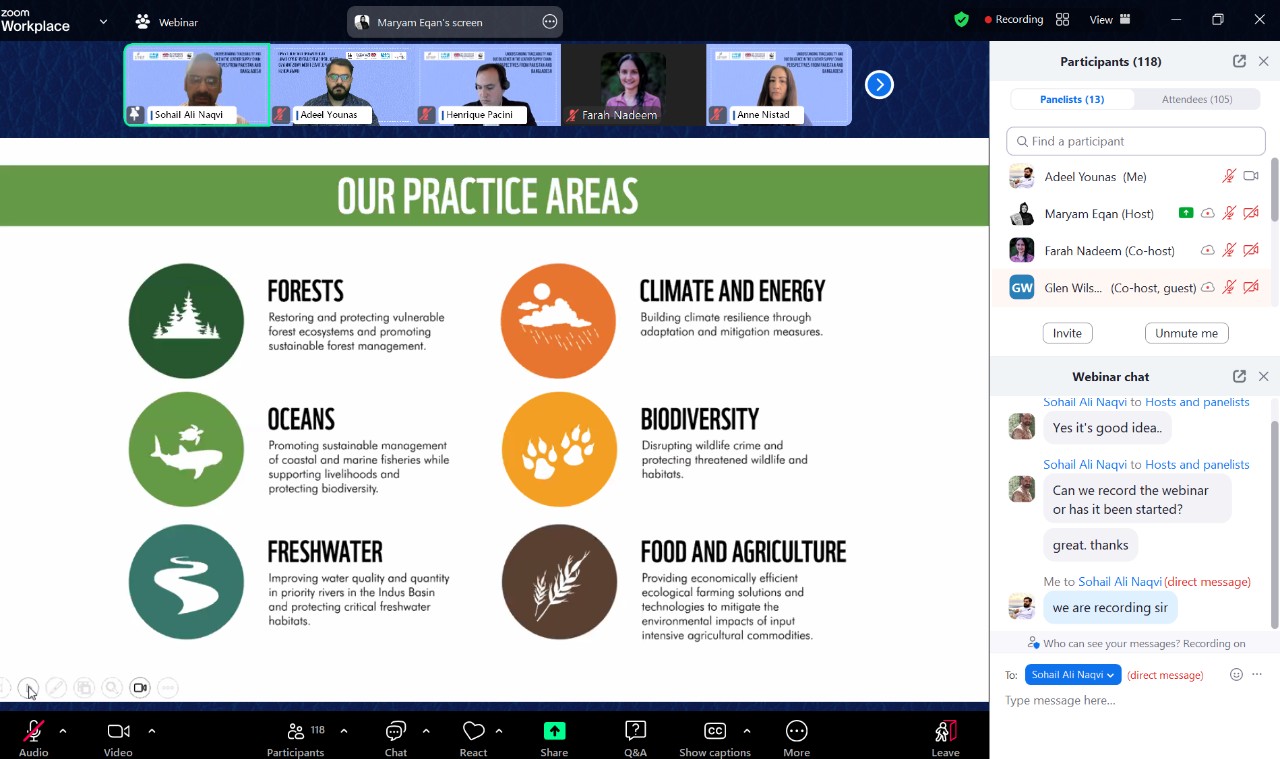 zoom
Workplace
Webinar
Maryam Eqan's screen
Recording
View
Sohail Ali Naqvi
Adeel Younas
Henrique Pacini
Farah Nadeem
Anne Nistad
OUR PRACTICE AREAS
FORESTS
Restoring and protecting vulnerable
forest ecosystems and promoting
sustainable forest management.
CLIMATE AND ENERGY
Building climate resilience through
adaptation and mitigation measures.
OCEANS
Promoting sustainable management
of coastal and marine fisheries while
supporting livelihoods and
protecting biodiversity.
BIODIVERSITY
Disrupting wildlife crime and
protecting threatened wildlife and
habitats.
FRESHWATER
Improving water quality and quantity
in priority rivers in the Indus Basin
and protecting critical freshwater
habitats.
FOOD AND AGRICULTURE
Providing economically efficient
ecological farming solutions and
technologies to mitigate the
environmental impacts of input
intensive agricultural commodities.
Participants (118)
Panelists (13)
Attendees (105)
Find a participant
Adeel Younas (Me)
Maryam Eqan (Host)
Farah Nadeem (Co-host)
GW
Glen Wils... (Co-host, guest)
Invite
Unmute me
Webinar chat
Sohail Ali Naqvi to Hosts and panelists
Yes it's good idea..
Sohail Ali Naqvi to Hosts and panelists
Can we record the webinar
or has it been started?
great. thanks
Me to Sohail Ali Naqvi (direct message)
we are recording sir
Who can see your messages? Recording on
To: Sohail Ali Naqvi (direct message)
Type message here...
Audio
Video
118
Participants
Chat
React
Share
Q&A
CC
Show captions
More
Leave